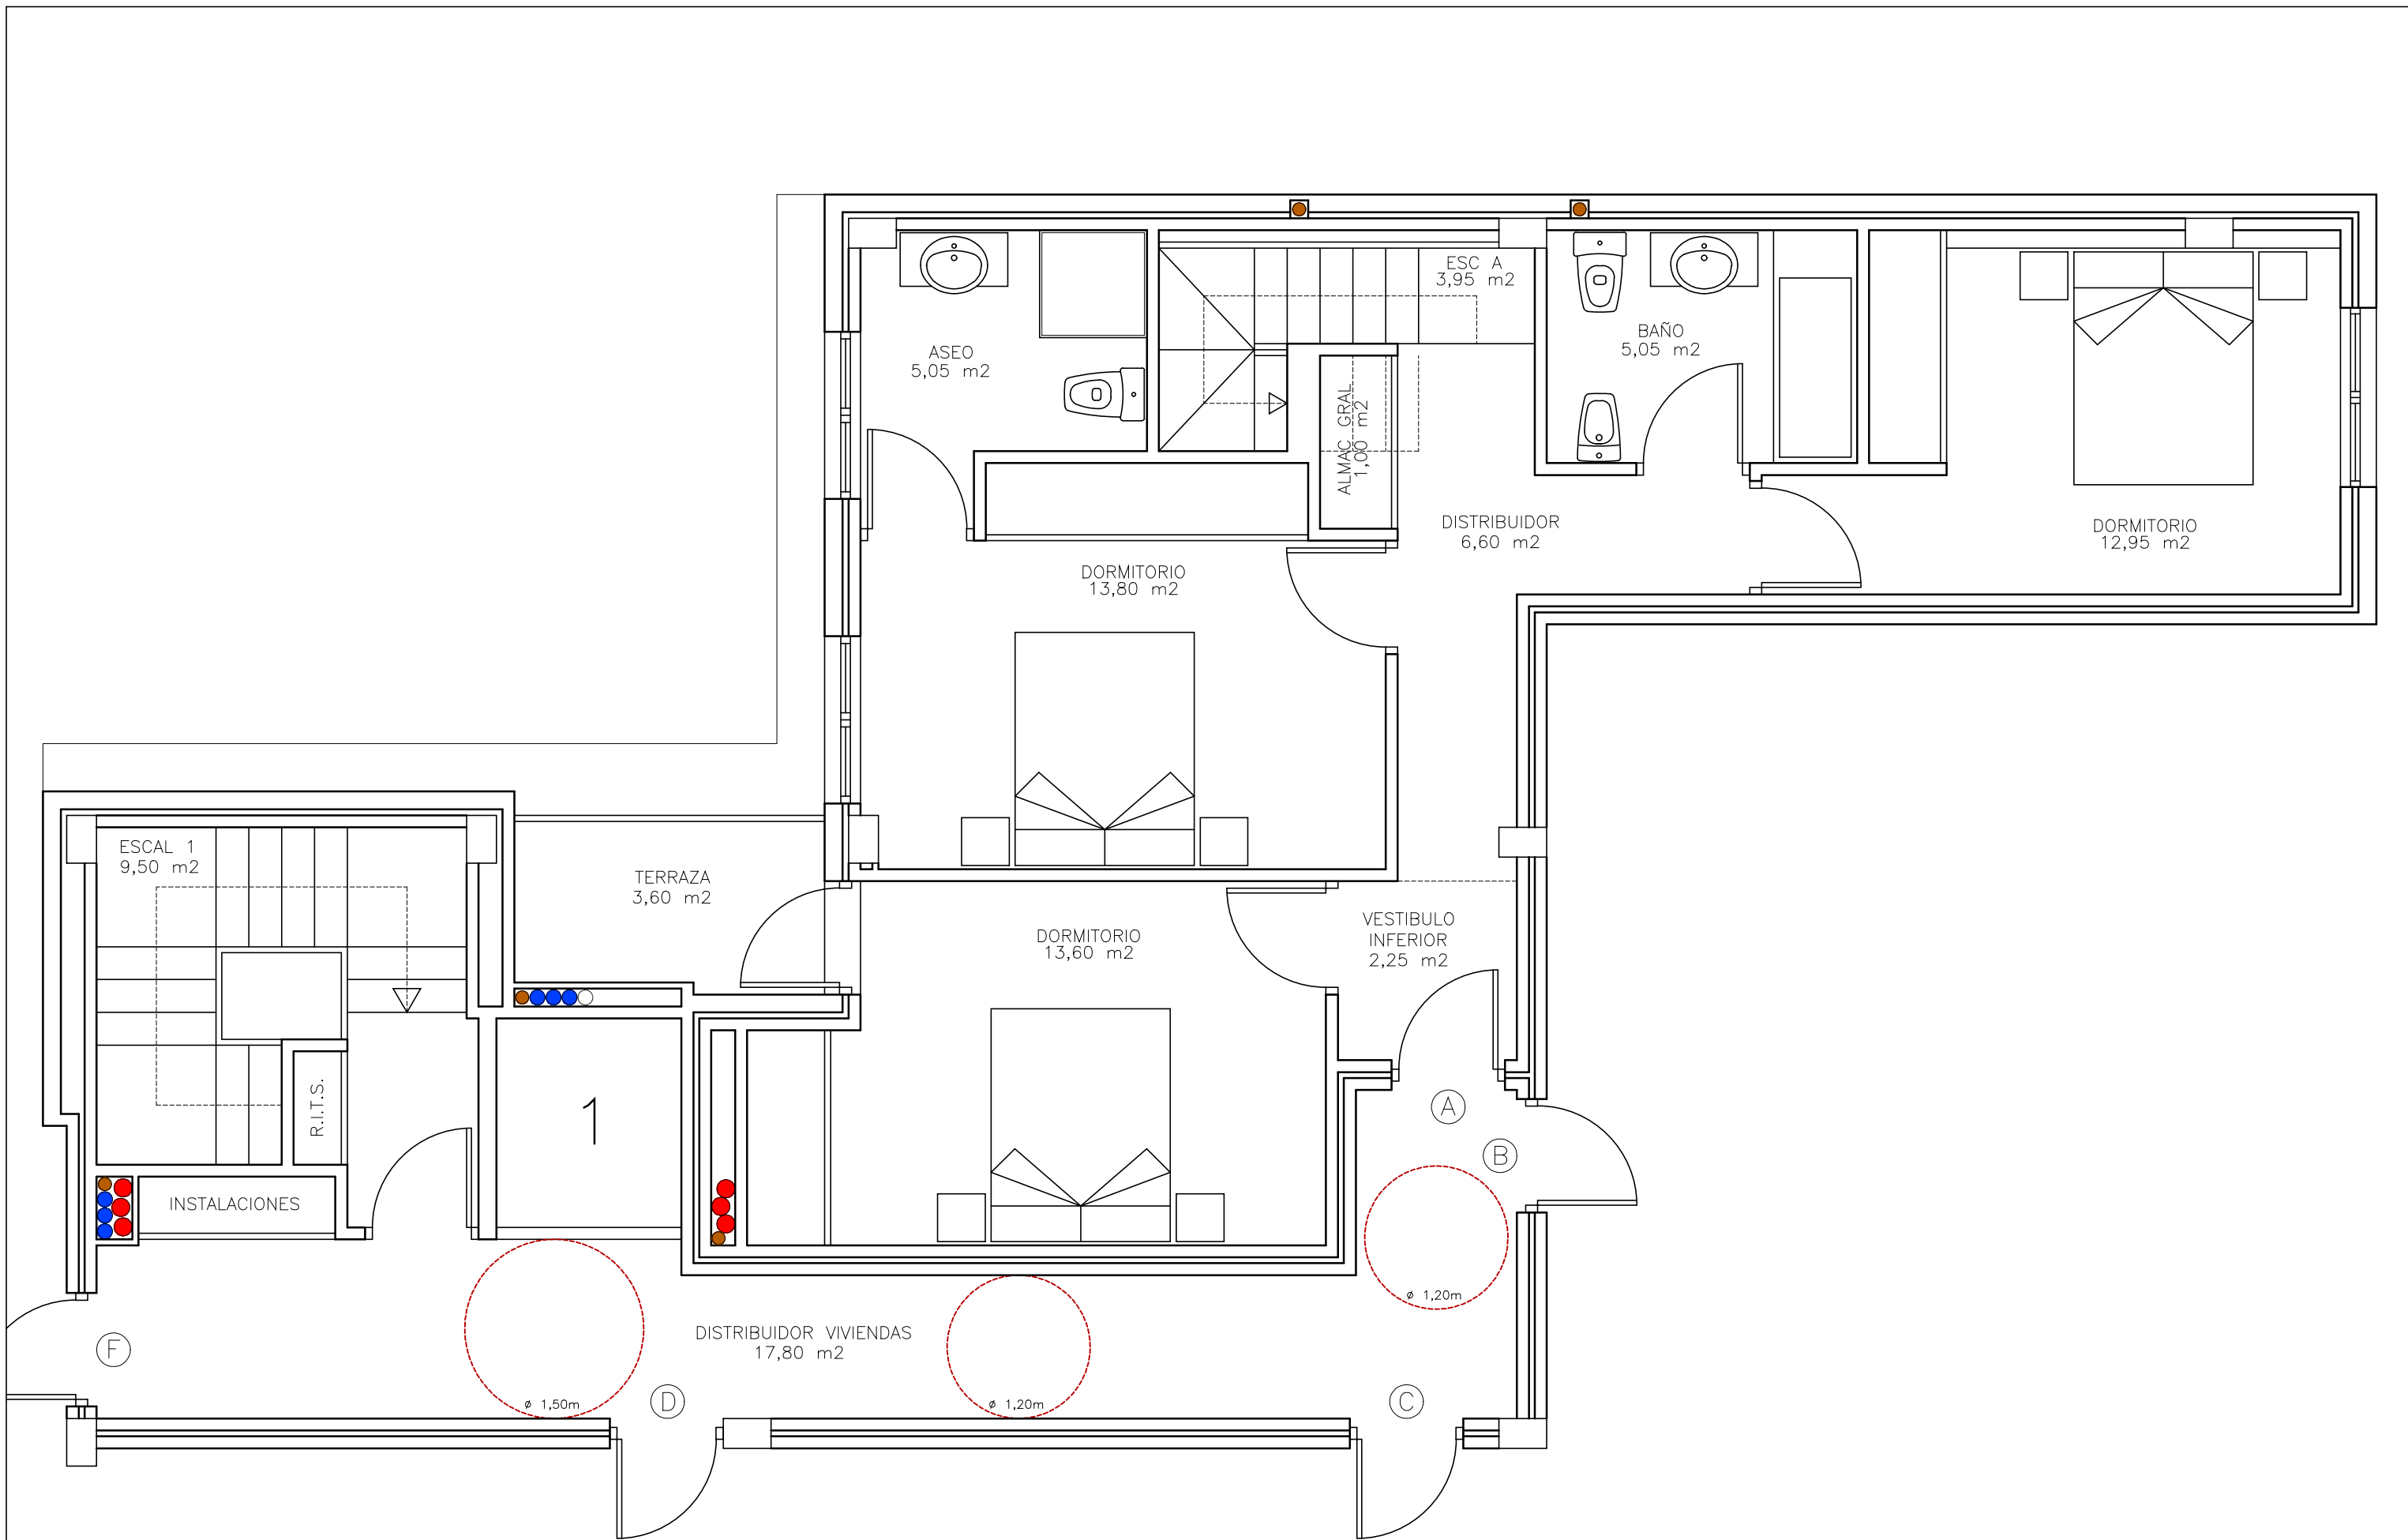 ESC A
3,95 m2
BAÑO
5,05 m2
ASEO
5,05 m2
ALMAC GRAL
1,00 m2
DISTRIBUIDOR
6,60 m2
DORMITORIO
12,95 m2
DORMITORIO
13,80 m2
ESCAL 1
9,50 m2
TERRAZA
3,60 m2
DORMITORIO
13,60 m2
VESTIBULO
INFERIOR
2,25 m2
R.I.T.S.
1
A
B
INSTALACIONES
ø 1,20m
DISTRIBUIDOR VIVIENDAS
17,80 m2
F
D
C
ø 1,50m
ø 1,20m